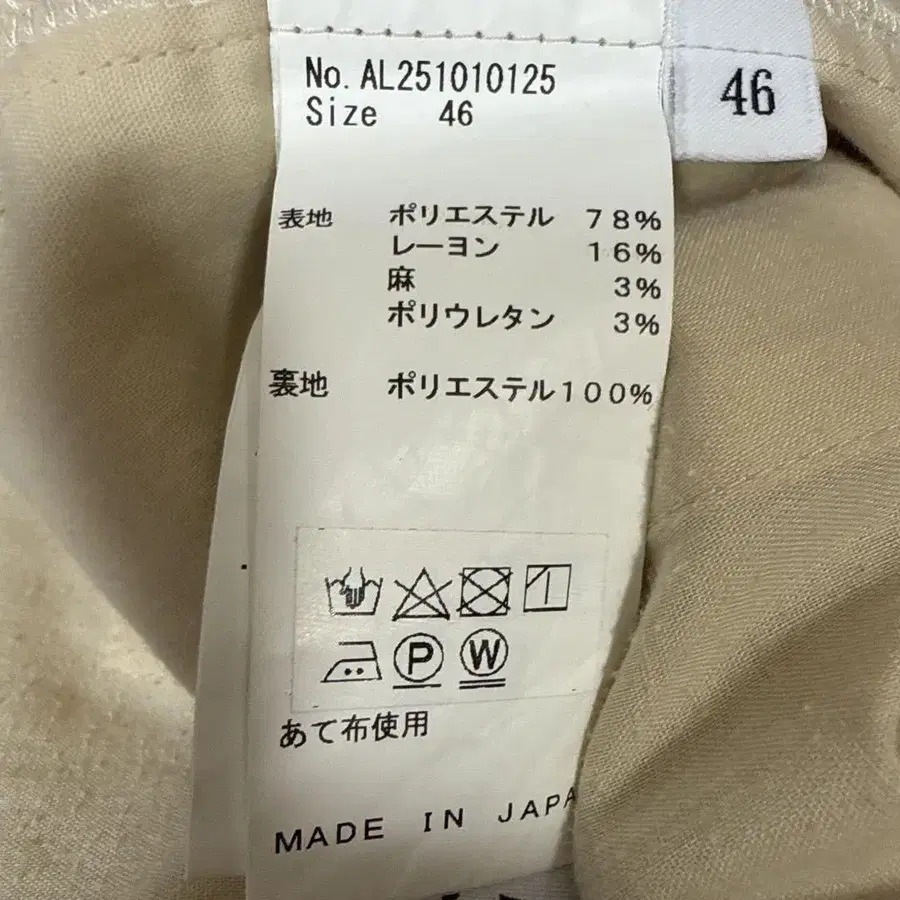 No. AL251010125
Size 46
46
表地 ポリエステル 78%
レーヨン 16%
麻 3%
ポリウレタン 3%
裏地 ポリエステル100%
P W
あて布使用
MADE IN JAPA